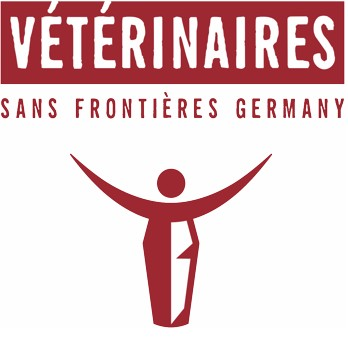 VÉTÉRINAIRES
SANS FRONTIÈRES GERMANY